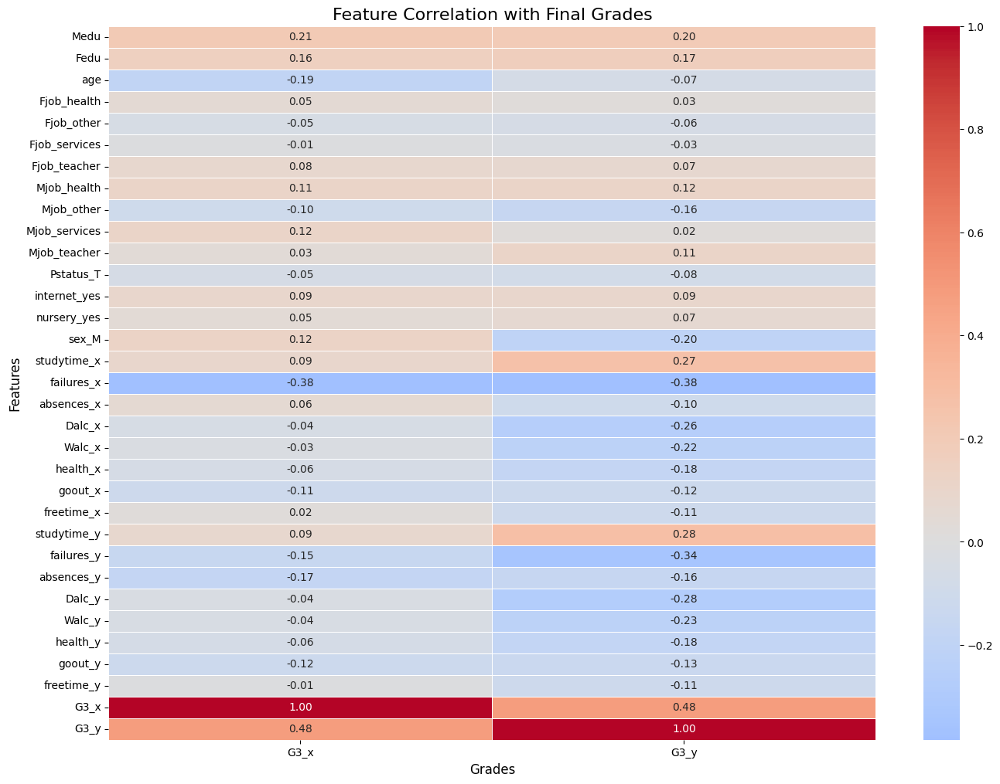 Feature Correlation with Final Grades
Medu 0.21 0.20
Fedu 0.16 0.17
age -0.19 -0.07
Fjob_health 0.05 0.03
Fjob_other -0.05 -0.06
Fjob_services -0.01 -0.03
Fjob_teacher 0.08 0.07
Mjob_health 0.11 0.12
Mjob_other -0.10 -0.16
Mjob_services 0.12 0.02
Mjob_teacher 0.03 0.11
Pstatus_T -0.05 -0.08
internet_yes 0.09 0.09
nursery_yes 0.05 0.07
sex_M 0.12 -0.20
studytime_x 0.09 0.27
failures_x -0.38 -0.38
absences_x 0.06 -0.10
Dalc_x -0.04 -0.26
Walc_x -0.03 -0.22
health_x -0.06 -0.18
goout_x -0.11 -0.12
freetime_x 0.02 -0.11
studytime_y 0.09 0.28
failures_y -0.15 -0.34
absences_y -0.17 -0.16
Dalc_y -0.04 -0.28
Walc_y -0.04 -0.23
health_y -0.06 -0.18
goout_y -0.12 -0.13
freetime_y -0.01 -0.11
G3_x 1.00 0.48
G3_y 0.48 1.00
G3_x G3_y
Grades
Features
1.0
0.8
0.6
0.4
0.2
0.0
−0.2